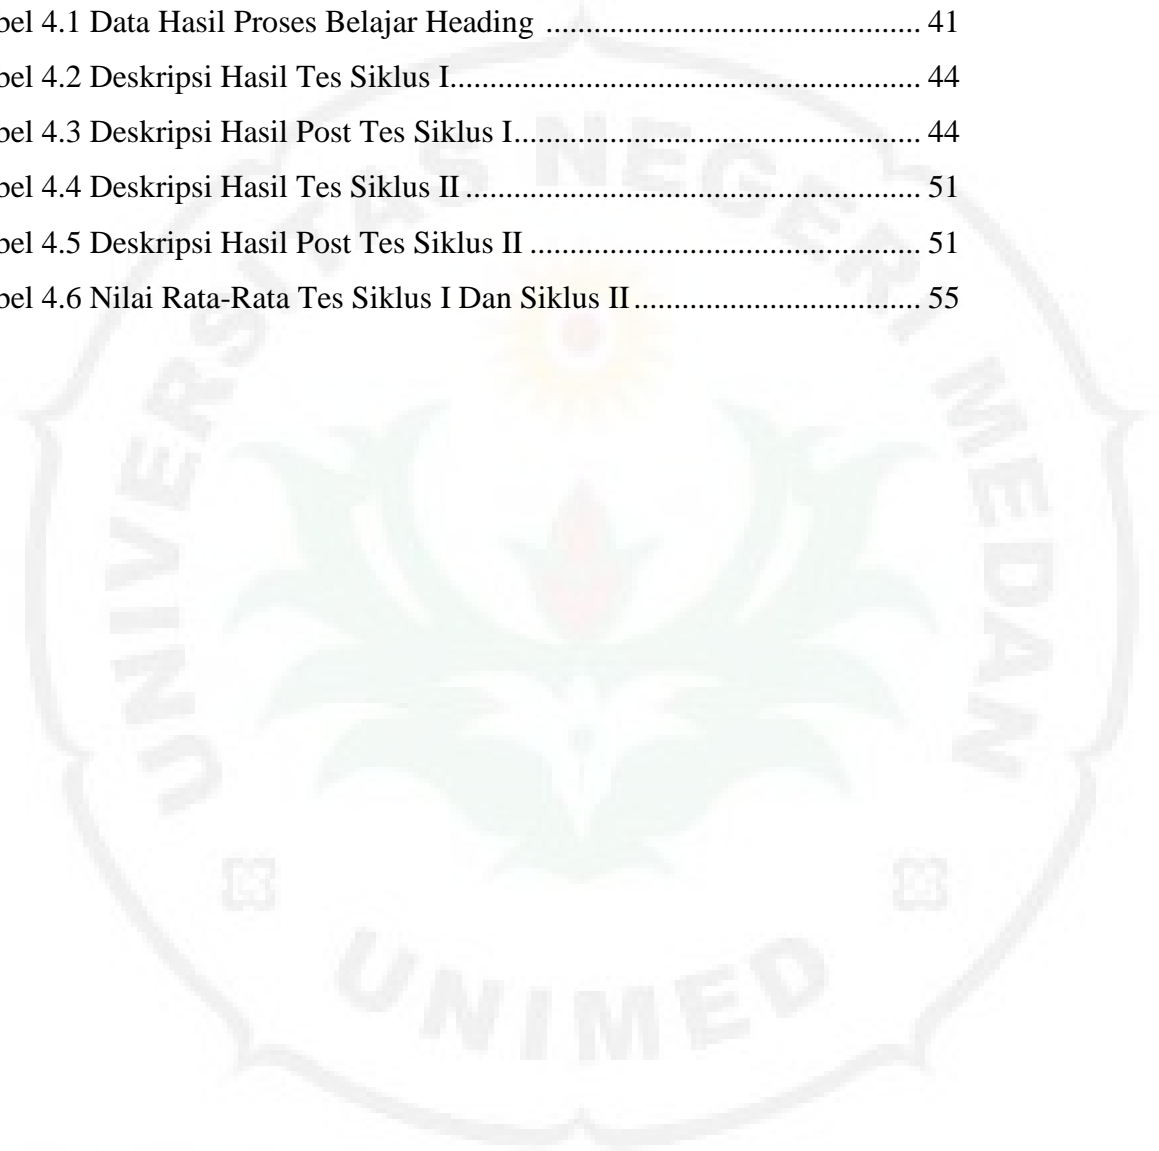 bel 4.1 Data Hasil Proses Belajar Heading ............................................... 41
bel 4.2 Deskripsi Hasil Tes Siklus I........................................................... 44
bel 4.3 Deskripsi Hasil Post Tes Siklus I................................................... 44
bel 4.4 Deskripsi Hasil Tes Siklus II ......................................................... 51
bel 4.5 Deskripsi Hasil Post Tes Siklus II ................................................. 51
bel 4.6 Nilai Rata-Rata Tes Siklus I Dan Siklus II .................................... 55
UNIVERSITAS NEGERI MEDAN
UNIMED